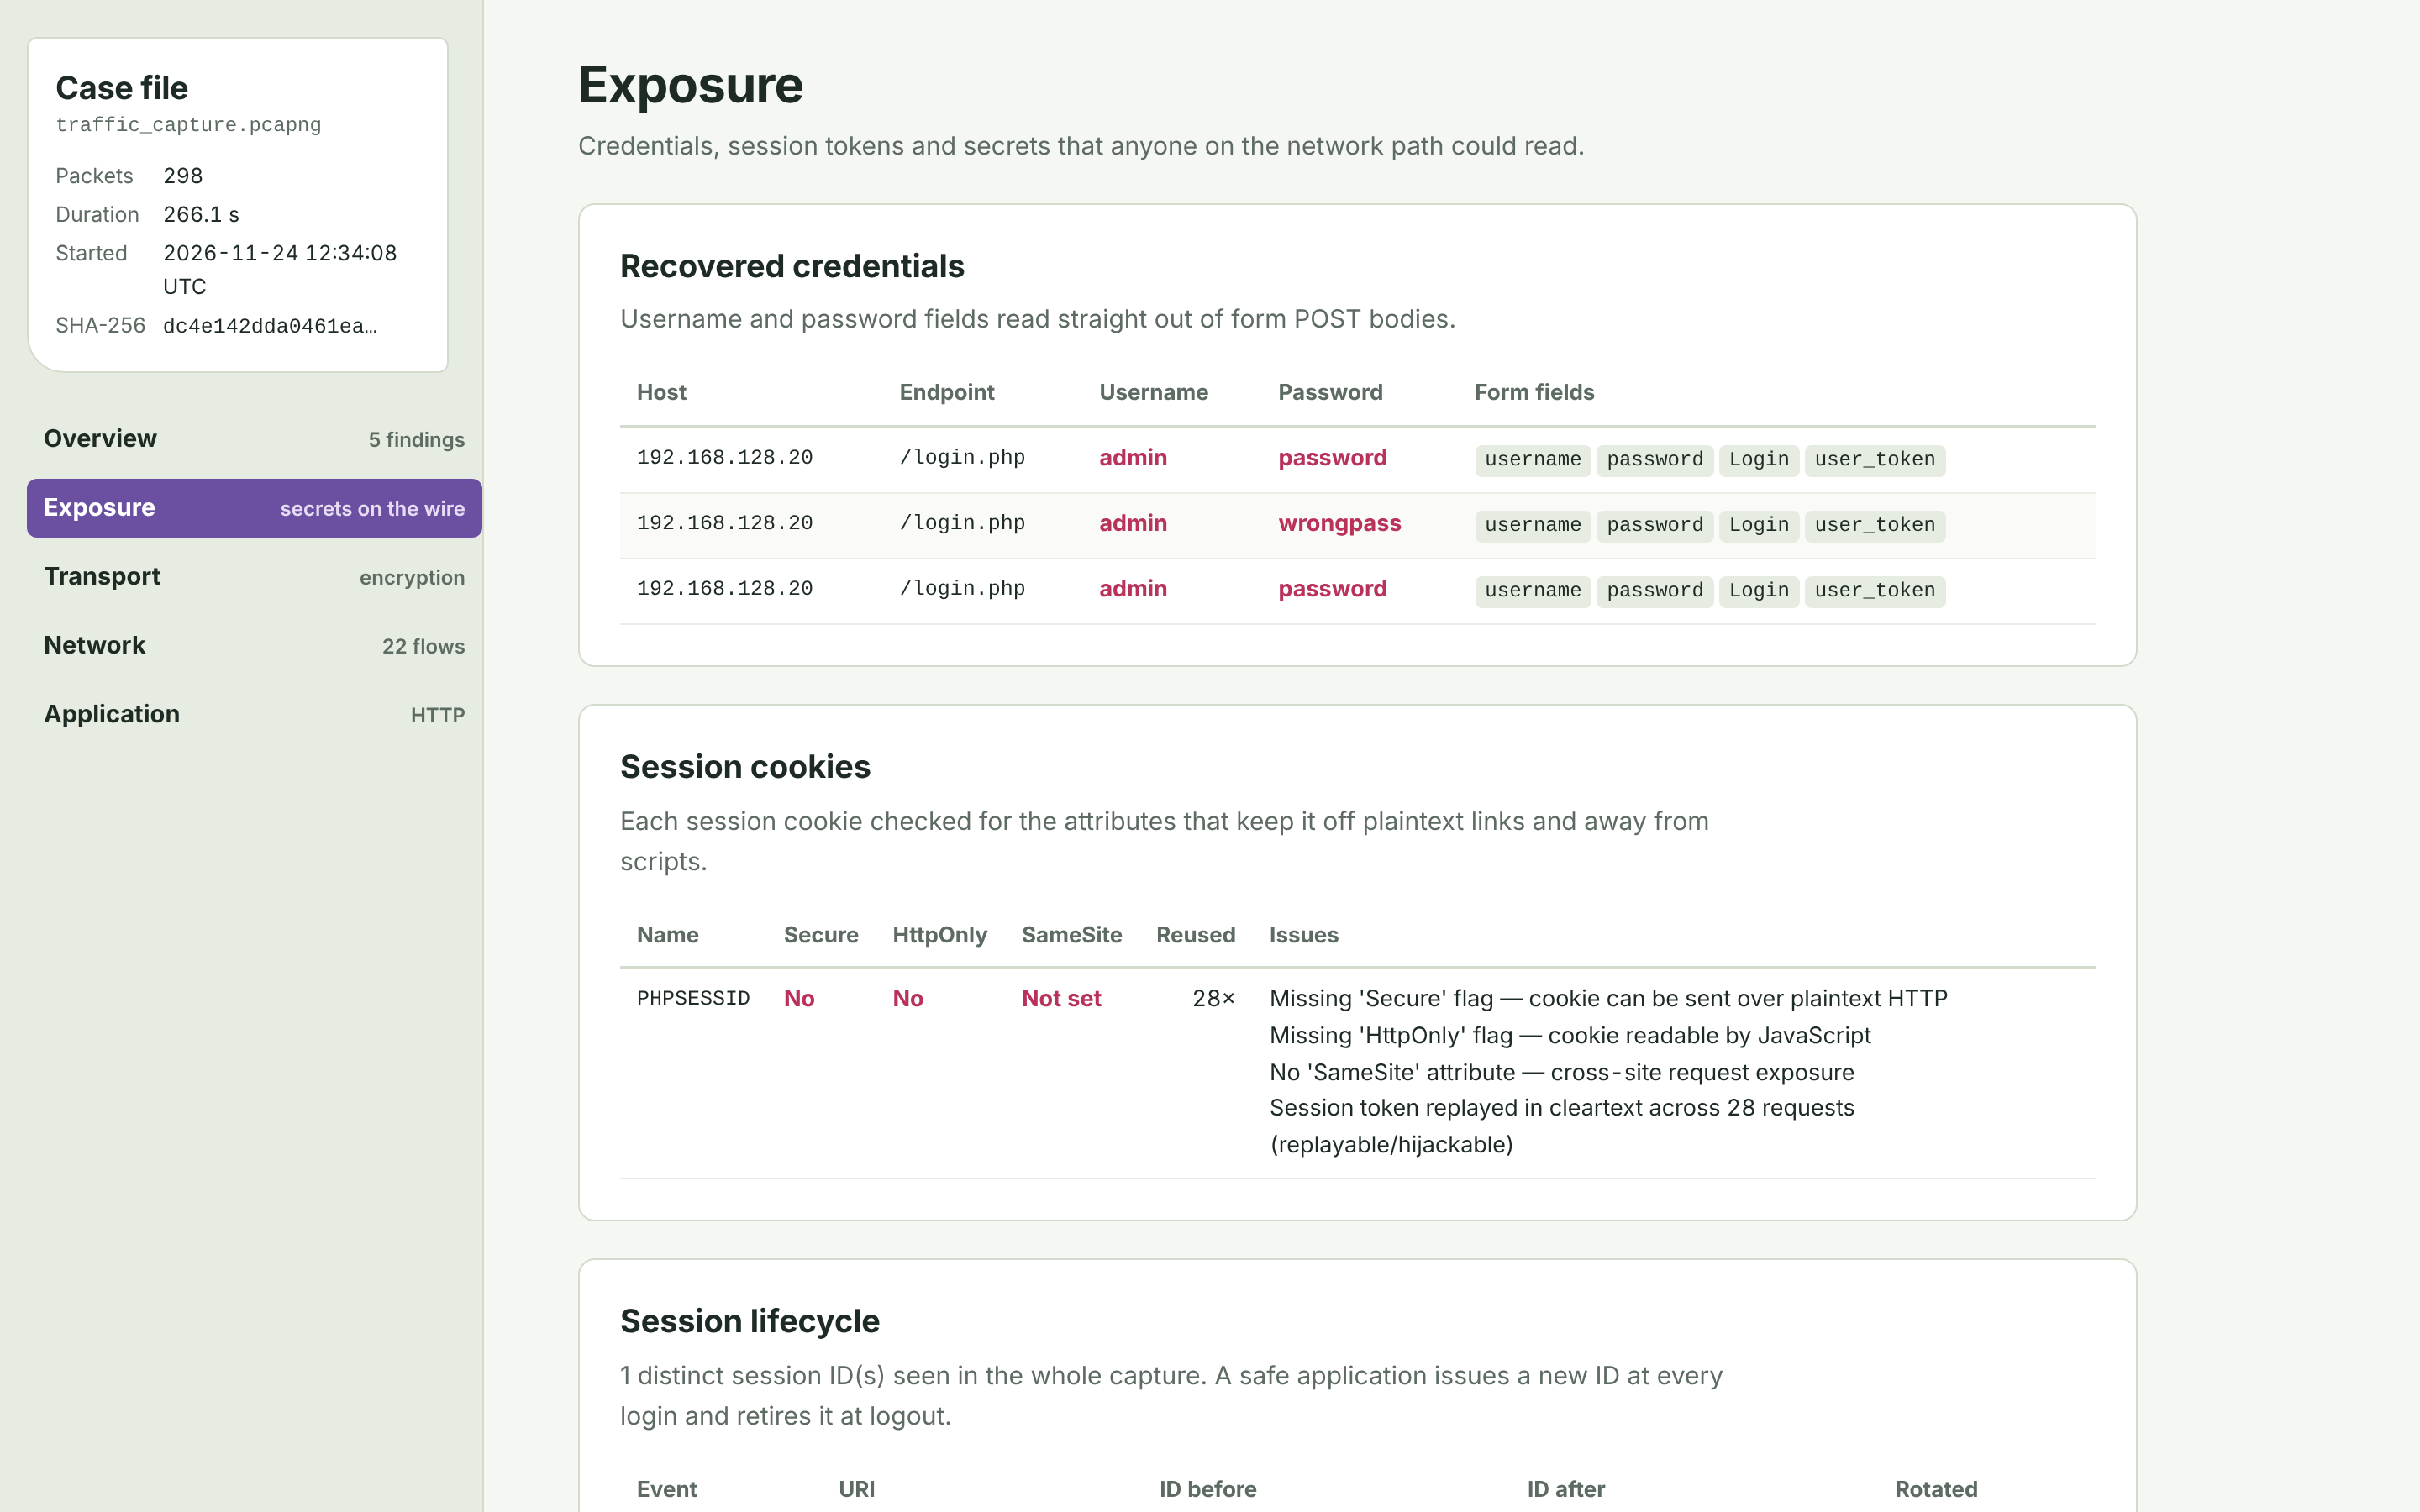 Case file
traffic_capture.pcapng
Packets 298
Duration 266.1 s
Started 2026-11-24 12:34:08
UTC
SHA-256 dc4e142dda0461ea…
Overview 5 findings
Exposure secrets on the wire
Transport encryption
Network 22 flows
Application HTTP
Exposure
Credentials, session tokens and secrets that anyone on the network path could read.
Recovered credentials
Username and password fields read straight out of form POST bodies.
Host Endpoint Username Password Form fields
192.168.128.20 /login.php admin password username password Login user_token
192.168.128.20 /login.php admin wrongpass username password Login user_token
192.168.128.20 /login.php admin password username password Login user_token
Session cookies
Each session cookie checked for the attributes that keep it off plaintext links and away from
scripts.
Name Secure HttpOnly SameSite Reused Issues
PHPSESSID No No Not set 28× Missing 'Secure' flag — cookie can be sent over plaintext HTTP
Missing 'HttpOnly' flag — cookie readable by JavaScript
No 'SameSite' attribute — cross-site request exposure
Session token replayed in cleartext across 28 requests
(replayable/hijackable)
Session lifecycle
1 distinct session ID(s) seen in the whole capture. A safe application issues a new ID at every
login and retires it at logout.
Event URI ID before ID after Rotated